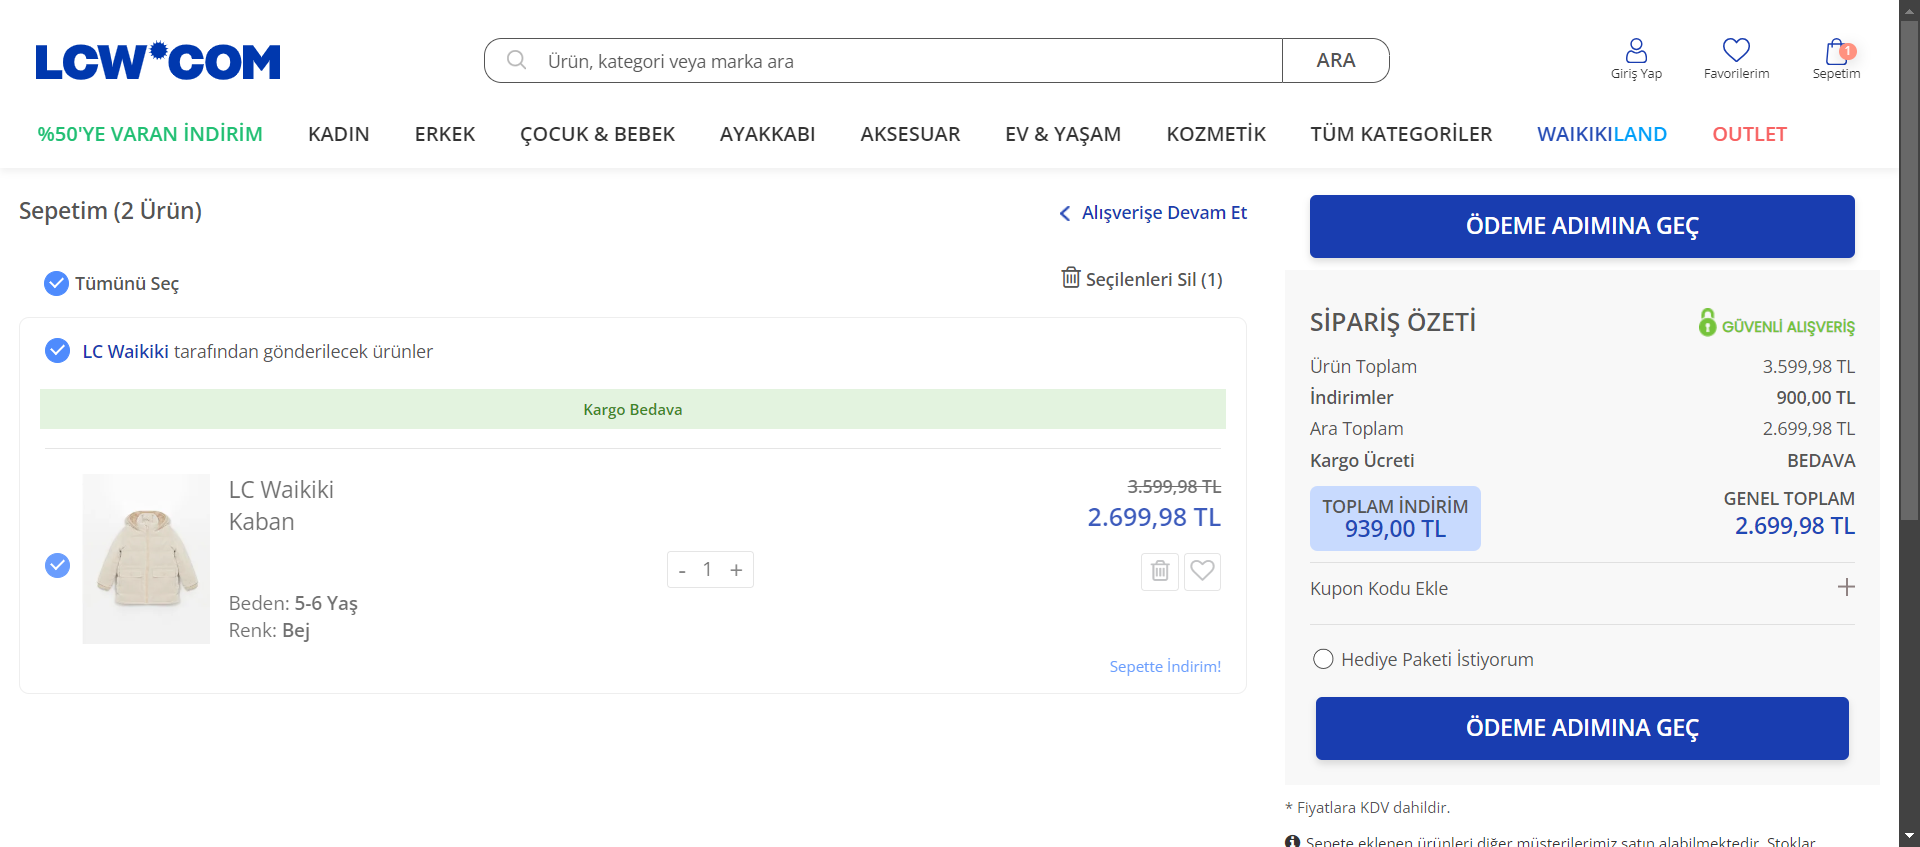 LCW COM
Ürün, kategori veya marka ara
ARA
Giriş Yap
Favorilerim
1
Sepetim
%50'YE VARAN İNDİRİM
KADIN
ERKEK
ÇOCUK & BEBEK
AYAKKABI
AKSESUAR
EV & YAŞAM
KOZMETİK
TÜM KATEGORİLER
WAIKIKILAND
OUTLET
Sepetim (2 Ürün)
Alışverişe Devam Et
Tümünü Seç
Seçilenleri Sil (1)
LC Waikiki tarafından gönderilecek ürünler
Kargo Bedava
LC Waikiki
Kaban
Beden: 5-6 Yaş
Renk: Bej
- 1 +
3.599,98 TL
2.699,98 TL
Sepette İndirim!
ÖDEME ADIMINA GEÇ
SİPARİŞ ÖZETİ
GÜVENLİ ALIŞVERİŞ
Ürün Toplam 3.599,98 TL
İndirimler 900,00 TL
Ara Toplam 2.699,98 TL
Kargo Ücreti BEDAVA
TOPLAM İNDİRİM
939,00 TL
GENEL TOPLAM
2.699,98 TL
Kupon Kodu Ekle
Hediye Paketi İstiyorum
ÖDEME ADIMINA GEÇ
* Fiyatlara KDV dahildir.
Sepete eklenen ürünleri diğer müşterilerimiz satın alabilmektedir. Stoklar